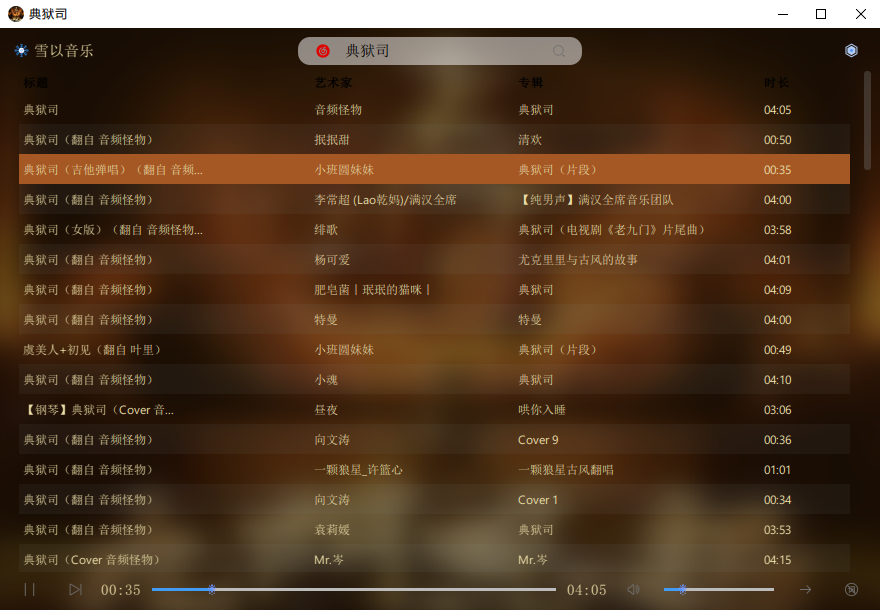 典狱司
雪以音乐 典狱司
标题 艺术家 专辑 时长
典狱司 音频怪物 典狱司 04:05
典狱司（翻自 音频怪物） 抿抿甜 清欢 00:50
典狱司（吉他弹唱）（翻自 音频... 小班圆妹妹 典狱司（片段） 00:35
典狱司（翻自 音频怪物） 李常超 (Lao乾妈)/满汉全席 【纯男声】满汉全席音乐团队 04:00
典狱司（女版）（翻自 音频怪物... 绯歌 典狱司（电视剧《老九门》片尾曲） 03:58
典狱司（翻自 音频怪物） 杨可爱 尤克里里与古风的故事 04:01
典狱司（翻自 音频怪物） 肥皂菌丨珉珉的猫咪丨 典狱司 04:09
典狱司（翻自 音频怪物） 特曼 特曼 04:00
虞美人+初见（翻自 叶里） 小班圆妹妹 典狱司（片段） 00:49
典狱司（翻自 音频怪物） 小魂 典狱司 04:10
【钢琴】典狱司（Cover 音... 昼夜 哄你入睡 03:06
典狱司（翻自 音频怪物） 向文涛 Cover 9 00:36
典狱司（翻自 音频怪物） 一颗狼星_许篮心 一颗狼星古风翻唱 01:01
典狱司（翻自 音频怪物） 向文涛 Cover 1 00:34
典狱司（翻自 音频怪物） 袁莉媛 典狱司 03:53
典狱司（Cover 音频怪物） Mr.岑 Mr.岑 04:15
00:35 04:05